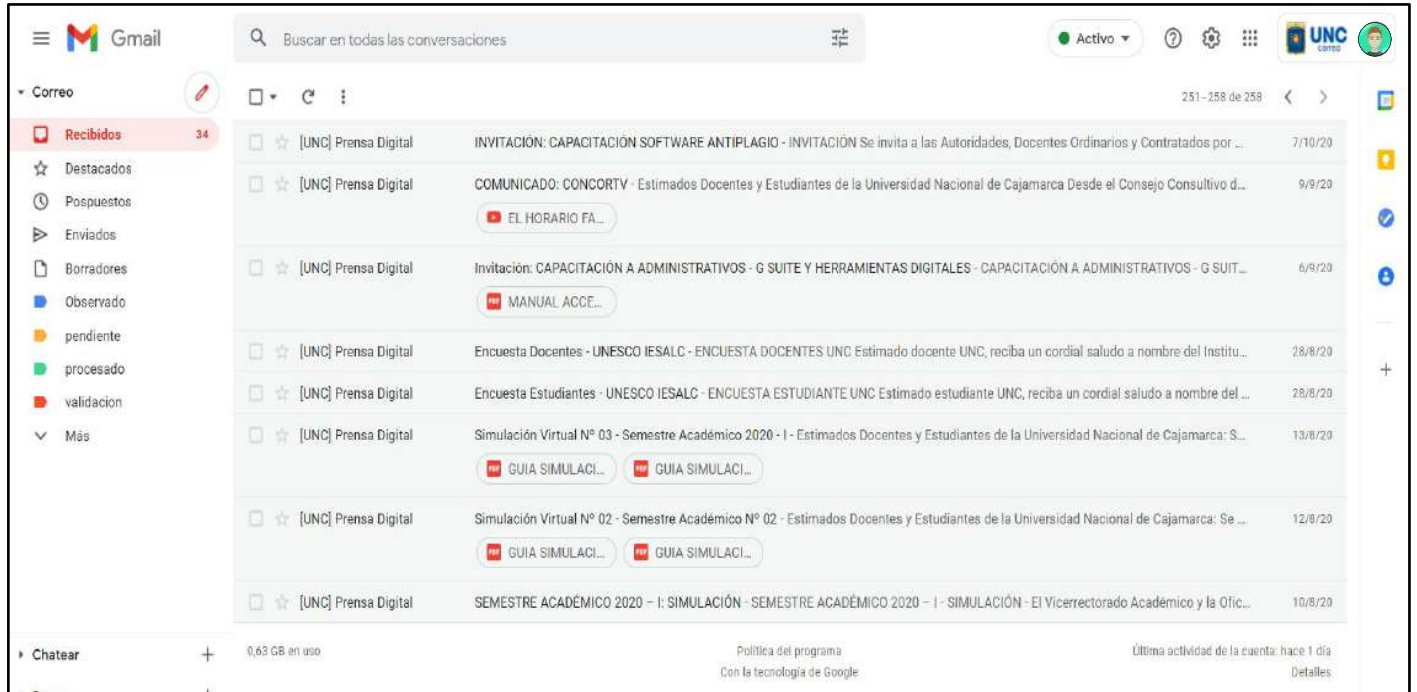 Gmail
Buscar en todas las conversaciones
Activo
UNC
correo
Correo
251–258 de 258
Recibidos 34
Destacados
Pospuestos
Enviados
Borradores
Observado
pendiente
procesado
validacion
Más
[UNC] Prensa Digital INVITACIÓN: CAPACITACIÓN SOFTWARE ANTIPLAGIO - INVITACIÓN Se invita a las Autoridades, Docentes Ordinarios y Contratados por ... 7/10/20
[UNC] Prensa Digital COMUNICADO: CONCORTV - Estimados Docentes y Estudiantes de la Universidad Nacional de Cajamarca Desde el Consejo Consultivo d... 9/9/20
EL HORARIO FA...
[UNC] Prensa Digital Invitación: CAPACITACIÓN A ADMINISTRATIVOS - G SUITE Y HERRAMIENTAS DIGITALES - CAPACITACIÓN A ADMINISTRATIVOS - G SUIT... 6/9/20
PDF MANUAL ACCE...
[UNC] Prensa Digital Encuesta Docentes - UNESCO IESALC - ENCUESTA DOCENTES UNC Estimado docente UNC, reciba un cordial saludo a nombre del Institu... 28/8/20
[UNC] Prensa Digital Encuesta Estudiantes - UNESCO IESALC - ENCUESTA ESTUDIANTE UNC Estimado estudiante UNC, reciba un cordial saludo a nombre del ... 28/8/20
[UNC] Prensa Digital Simulación Virtual Nº 03 - Semestre Académico 2020 - I - Estimados Docentes y Estudiantes de la Universidad Nacional de Cajamarca: S... 13/8/20
PDF GUIA SIMULACI... PDF GUIA SIMULACI...
[UNC] Prensa Digital Simulación Virtual Nº 02 - Semestre Académico Nº 02 - Estimados Docentes y Estudiantes de la Universidad Nacional de Cajamarca: Se ... 12/8/20
PDF GUIA SIMULACI... PDF GUIA SIMULACI...
[UNC] Prensa Digital SEMESTRE ACADÉMICO 2020 – I: SIMULACIÓN - SEMESTRE ACADÉMICO 2020 – I - SIMULACIÓN - El Vicerrectorado Académico y la Ofic... 10/8/20
Chatear
0,63 GB en uso
Política del programa
Con la tecnología de Google
Última actividad de la cuenta: hace 1 día
Detalles